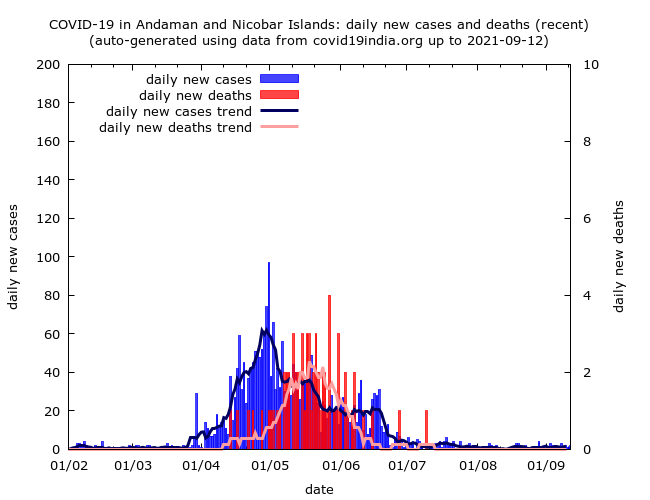 COVID-19 in Andaman and Nicobar Islands: daily new cases and deaths (recent)
(auto-generated using data from covid19india.org up to 2021-09-12)
daily new cases
daily new deaths
daily new cases trend
daily new deaths trend
200
180
160
140
120
100
80
60
40
20
0
10
8
6
4
2
0
daily new cases
daily new deaths
01/02 01/03 01/04 01/05 01/06 01/07 01/08 01/09
date